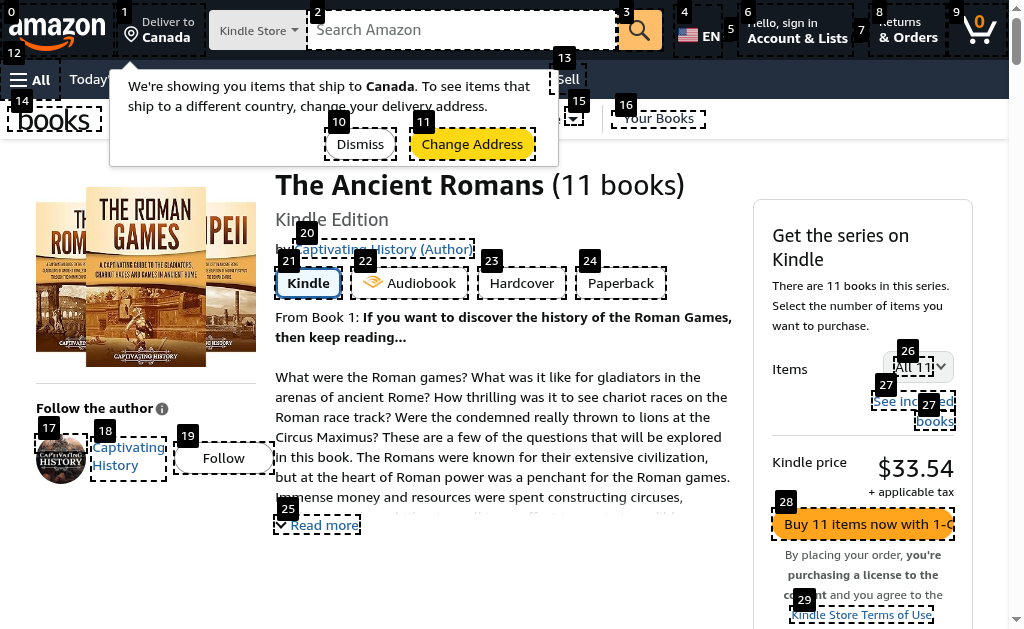 0
1
2
3
4
5
6
7
8
9
amazon
Deliver to
Canada
Kindle Store
Search Amazon
EN
Hello, sign in
Account & Lists
Returns
& Orders
0
12
All
Today'
13
Sell
We're showing you items that ship to Canada. To see items that
ship to a different country, change your delivery address.
10
Dismiss
11
Change Address
14
books
15
16
Your Books
The Ancient Romans (11 books)
Kindle Edition
20
by Captivating History (Author)
21
Kindle
22
Audiobook
23
Hardcover
24
Paperback
From Book 1: If you want to discover the history of the Roman Games,
then keep reading...
What were the Roman games? What was it like for gladiators in the
arenas of ancient Rome? How thrilling was it to see chariot races on the
Roman race track? Were the condemned really thrown to lions at the
Circus Maximus? These are a few of the questions that will be explored
in this book. The Romans were known for their extensive civilization,
but at the heart of Roman power was a penchant for the Roman games.
Immense money and resources were spent constructing circuses,
25
Read more
THE ROMAN
GAMES
A CAPTIVATING GUIDE TO THE GLADIATORS,
CHARIOT RACES AND GAMES IN ANCIENT ROME
CAPTIVATING HISTORY
Follow the author
17
18
Captivating
History
19
Follow
Get the series on
Kindle
There are 11 books in this series.
Select the number of items you
want to purchase.
Items
26
All 11
27
See
27
books
Kindle price
$33.54
+ applicable tax
28
Buy 11 items now with 1-C
By placing your order, you're
purchasing a license to the
and you agree to the
29
Kindle Store Terms of Use